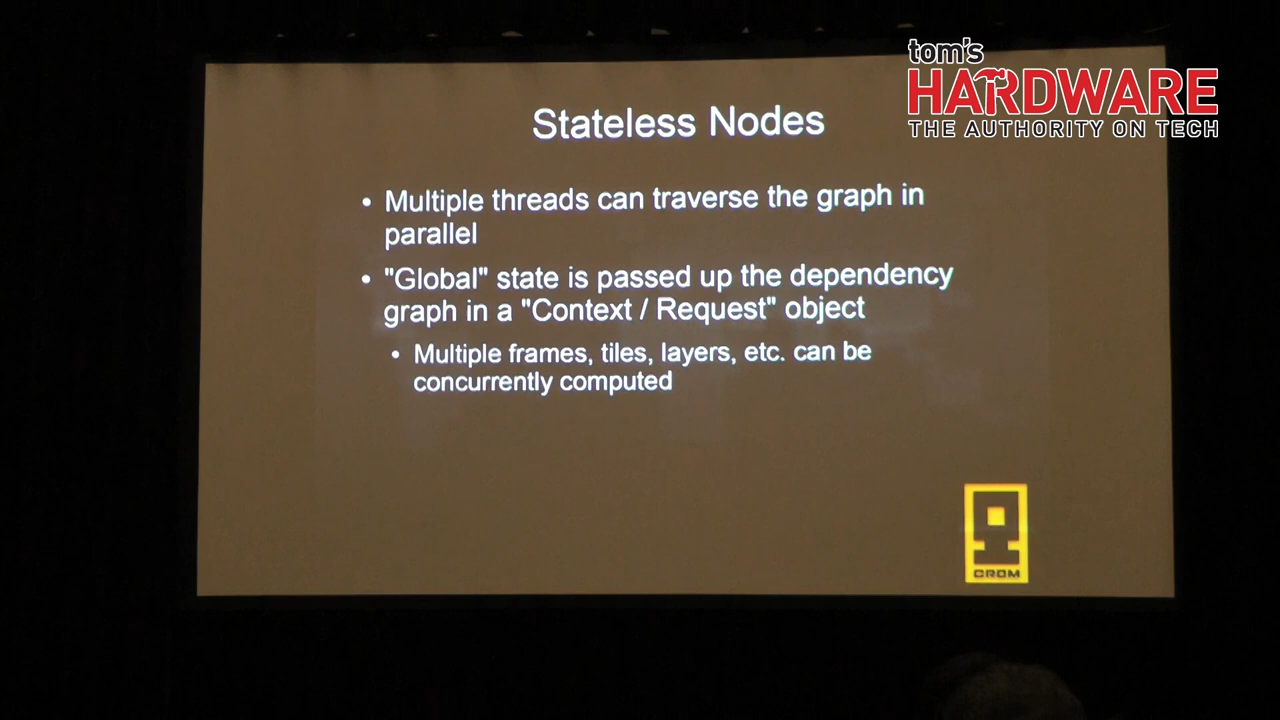 tom's
HARDWARE
THE AUTHORITY ON TECH
Stateless Nodes
• Multiple threads can traverse the graph in
parallel
• "Global" state is passed up the dependency
graph in a "Context / Request" object
• Multiple frames, tiles, layers, etc. can be
concurrently computed
CROM